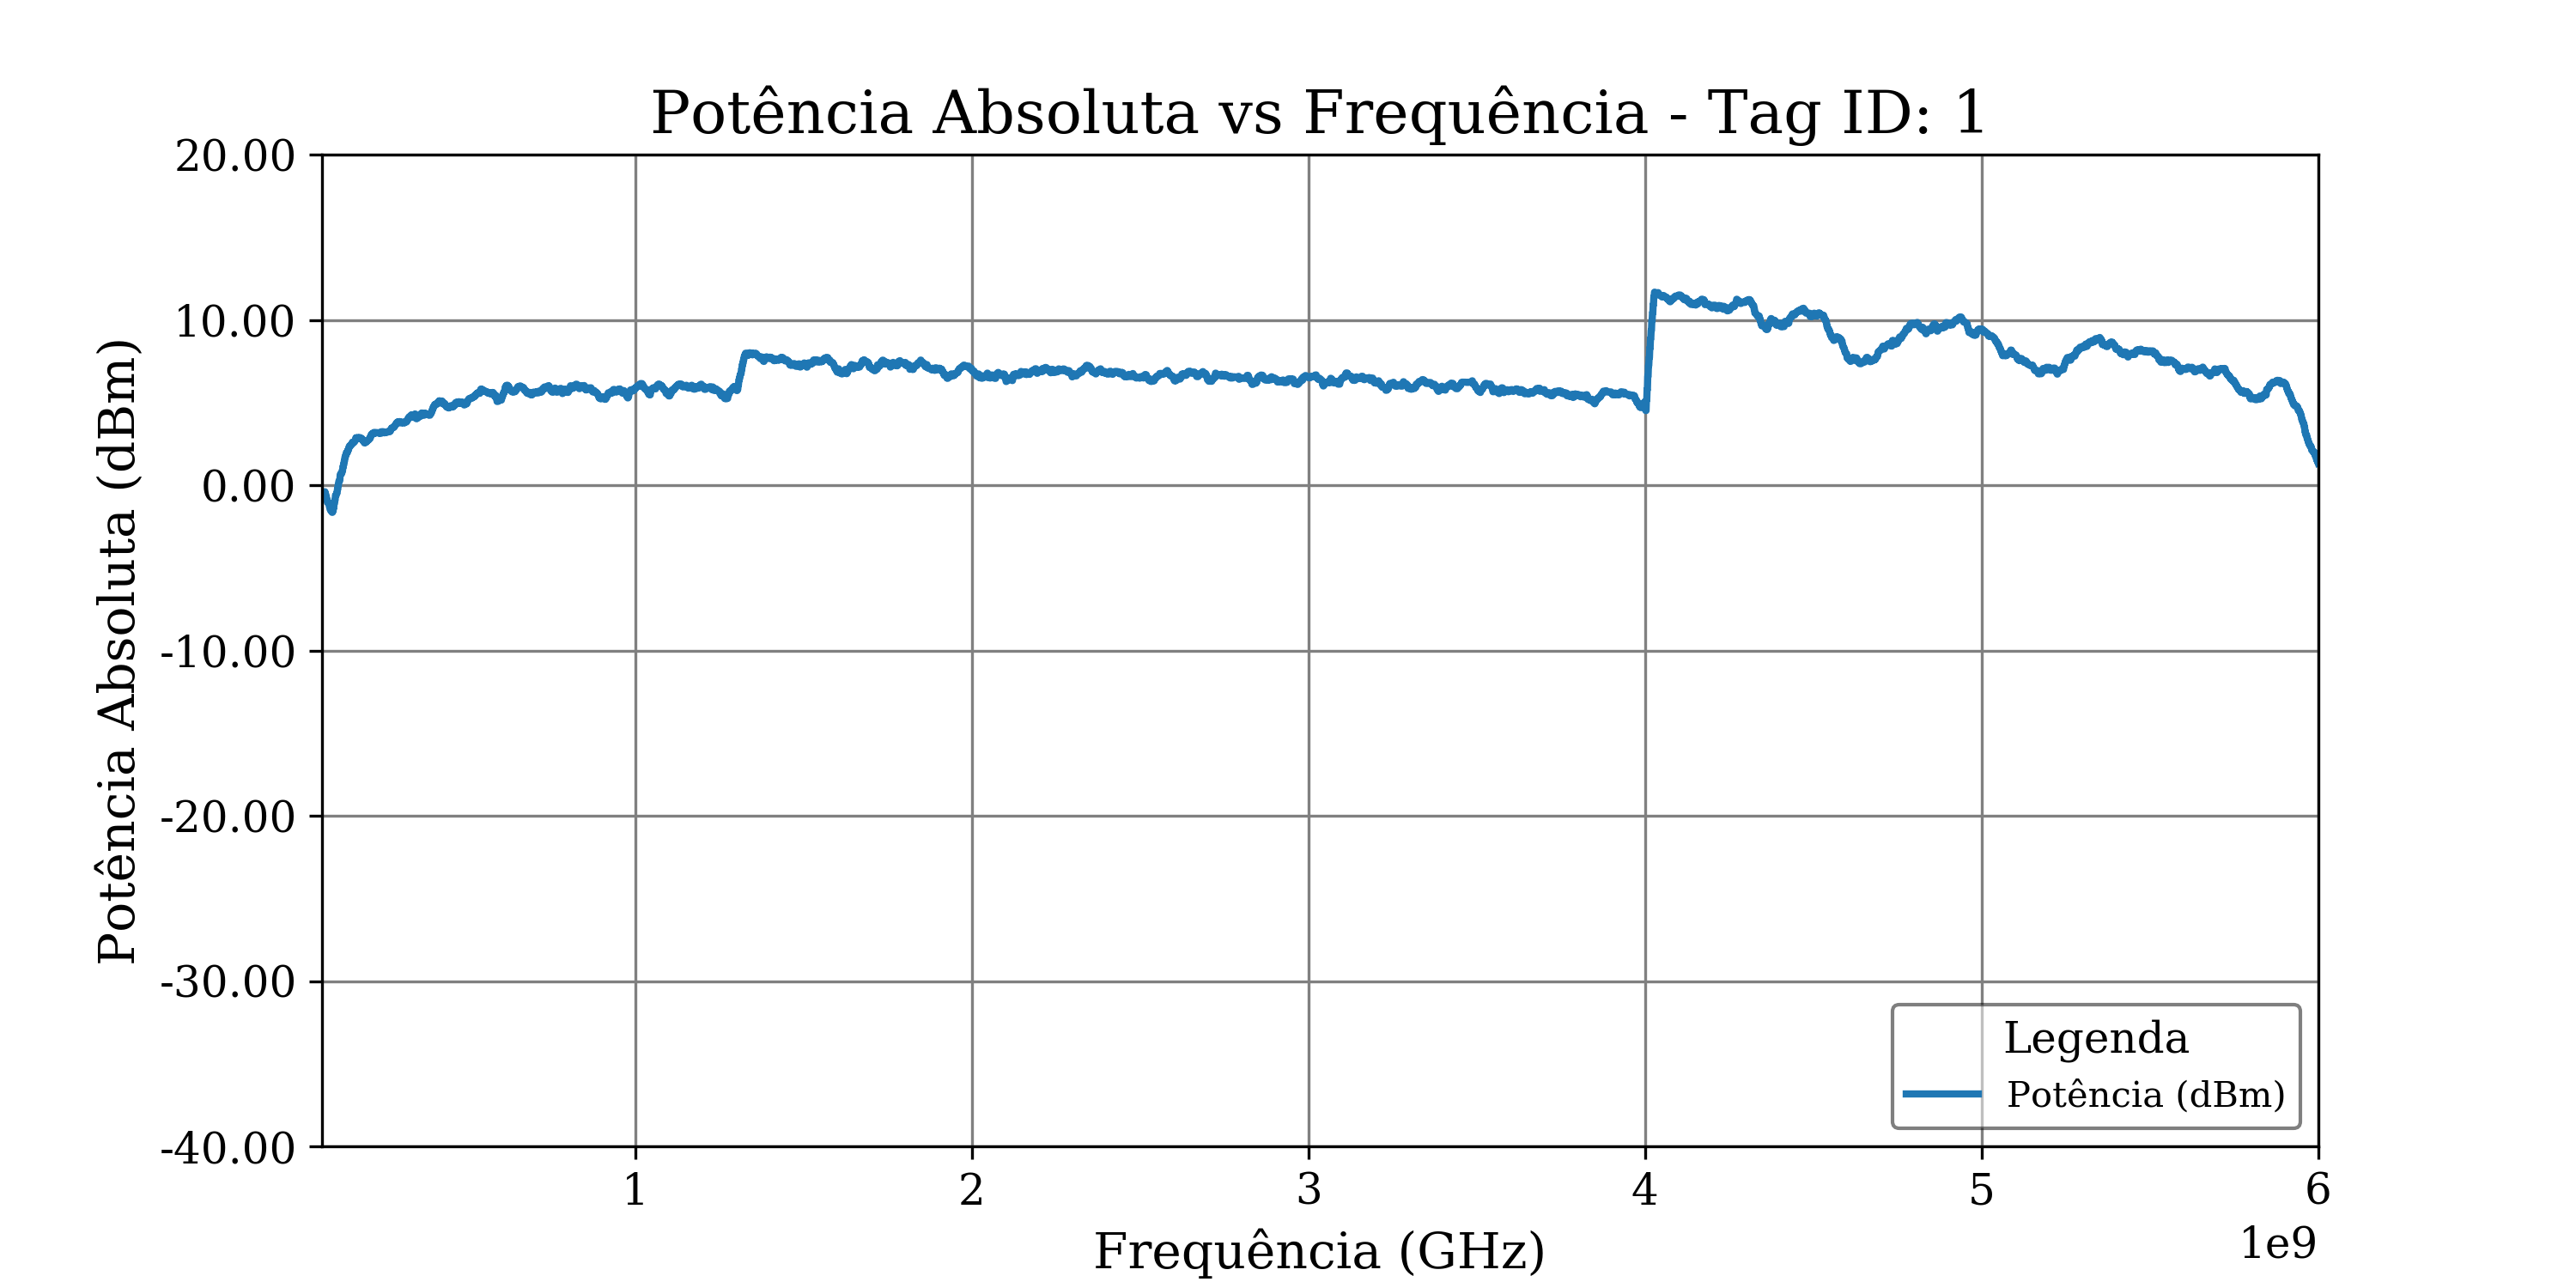 Potência Absoluta vs Frequência - Tag ID: 1
Potência Absoluta (dBm)
20.00
10.00
0.00
-10.00
-20.00
-30.00
-40.00
Legenda
Potência (dBm)
1 2 3 4 5 6
1e9
Frequência (GHz)